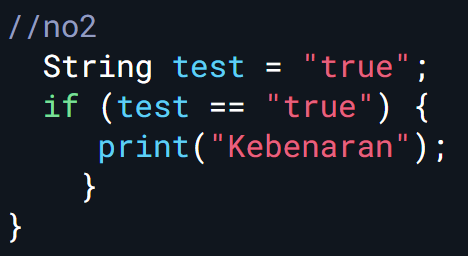 //no2
String test = "true";
if (test == "true") {
print("Kebenaran");
}
}